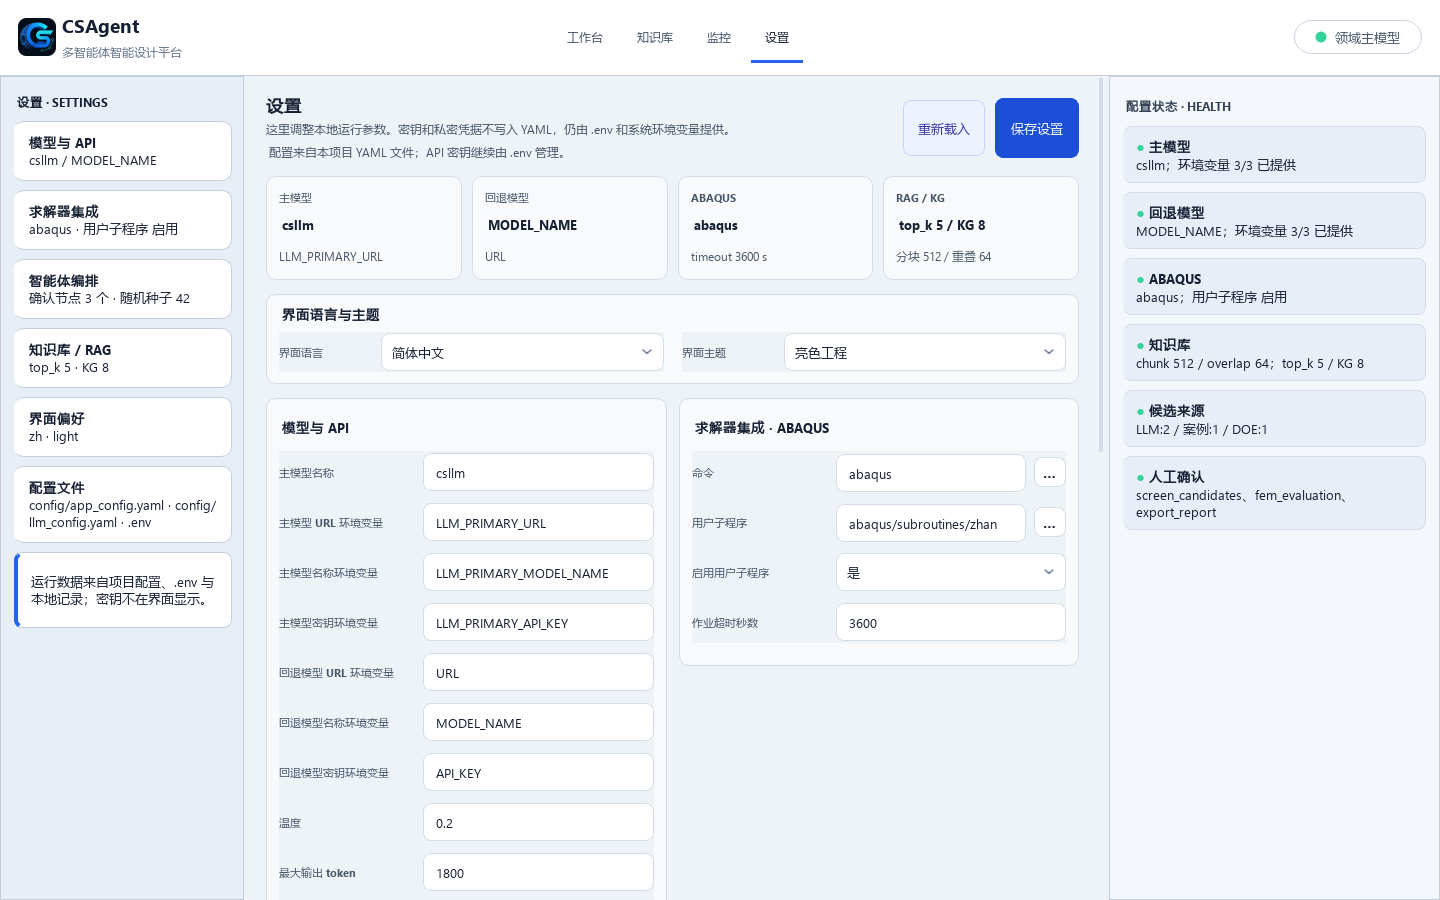 CSAgent
多智能体智能设计平台
工作台
知识库
监控
设置
领域主模型
设置 · SETTINGS
模型与 API
csllm / MODEL_NAME
求解器集成
abaqus · 用户子程序 启用
智能体编排
确认节点 3 个 · 随机种子 42
知识库 / RAG
top_k 5 · KG 8
界面偏好
zh · light
配置文件
config/app_config.yaml · config/
llm_config.yaml · .env
运行数据来自项目配置、.env 与
本地记录；密钥不在界面显示。
设置
这里调整本地运行参数。密钥和私密凭据不写入 YAML，仍由 .env 和系统环境变量提供。
配置来自本项目 YAML 文件；API 密钥继续由 .env 管理。
重新载入
保存设置
主模型
csllm
LLM_PRIMARY_URL
回退模型
MODEL_NAME
URL
ABAQUS
abaqus
timeout 3600 s
RAG / KG
top_k 5 / KG 8
分块 512 / 重叠 64
界面语言与主题
界面语言
简体中文
界面主题
亮色工程
模型与 API
主模型名称
csllm
主模型 URL 环境变量
LLM_PRIMARY_URL
主模型名称环境变量
LLM_PRIMARY_MODEL_NAME
主模型密钥环境变量
LLM_PRIMARY_API_KEY
回退模型 URL 环境变量
URL
回退模型名称环境变量
MODEL_NAME
回退模型密钥环境变量
API_KEY
温度
0.2
最大输出 token
1800
求解器集成 · ABAQUS
命令
abaqus
...
用户子程序
abaqus/subroutines/zhan
...
启用用户子程序
是
作业超时秒数
3600
配置状态 · HEALTH
主模型
csllm；环境变量 3/3 已提供
回退模型
MODEL_NAME；环境变量 3/3 已提供
ABAQUS
abaqus；用户子程序 启用
知识库
chunk 512 / overlap 64；top_k 5 / KG 8
候选来源
LLM:2 / 案例:1 / DOE:1
人工确认
screen_candidates、fem_evaluation、
export_report